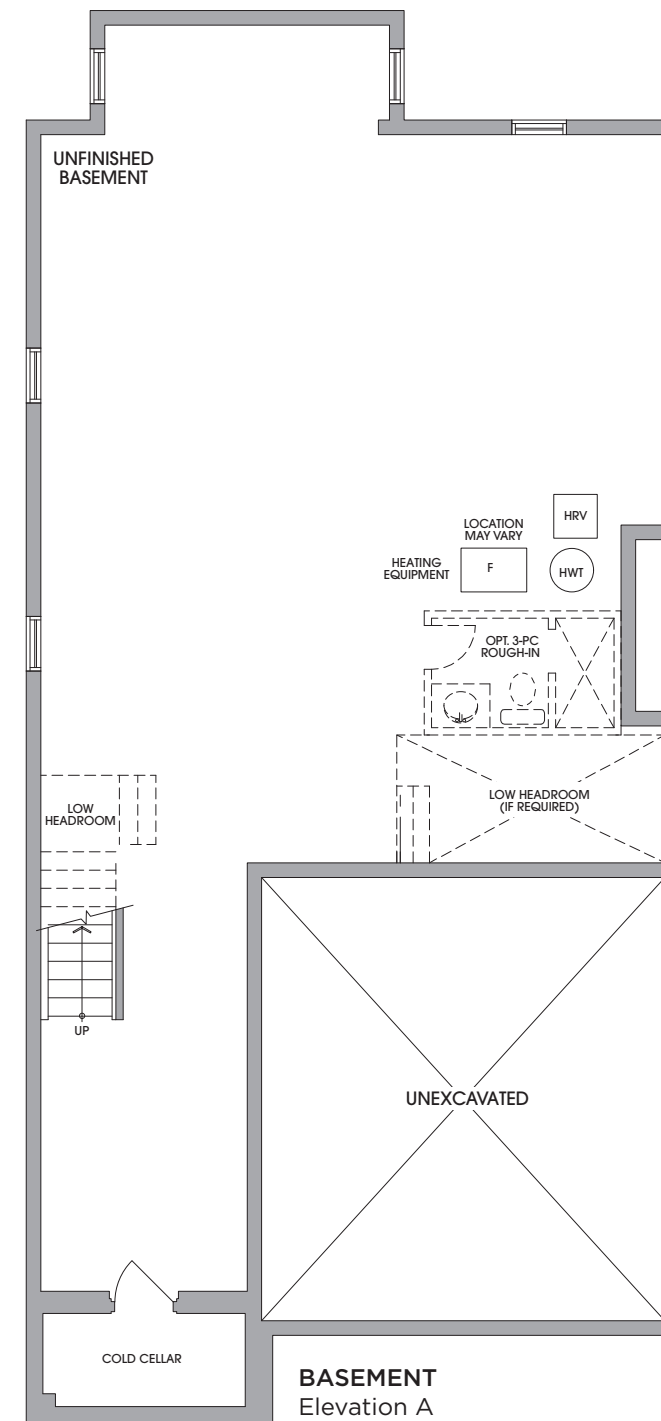 UNFINISHED
BASEMENT
HRV
LOCATION
MAY VARY
HEATING
EQUIPMENT
F
HWT
OPT. 3-PC
ROUGH-IN
LOW HEADROOM
(IF REQUIRED)
LOW
HEADROOM
UP
UNEXCAVATED
COLD CELLAR
BASEMENT
Elevation A